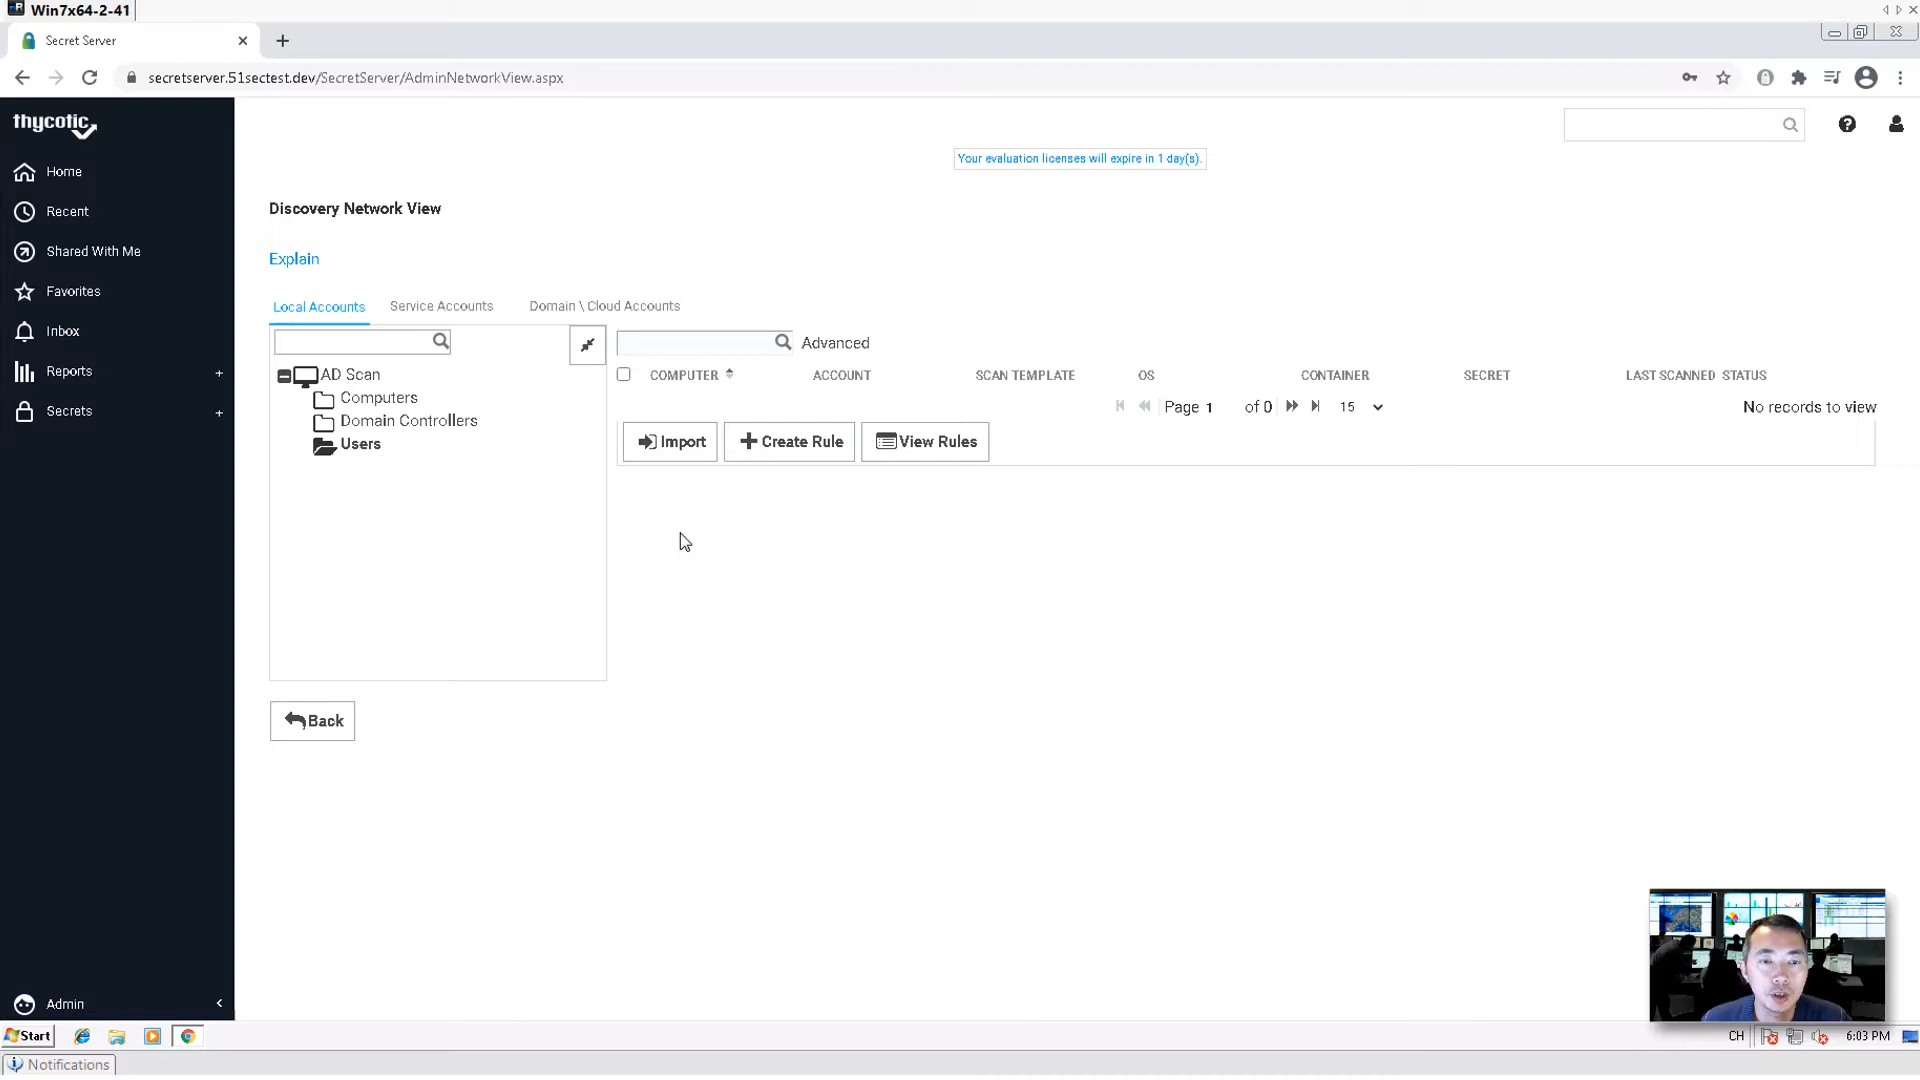 Win7x64-2-41
Secret Server
secretserver.51sectest.dev/SecretServer/AdminNetworkView.aspx
thycotic
Your evaluation licenses will expire in 1 day(s).
Home
Recent
Shared With Me
Favorites
Inbox
Reports +
Secrets +
Discovery Network View
Explain
Local Accounts Service Accounts Domain \ Cloud Accounts
Advanced
AD Scan
Computers
Domain Controllers
Users
COMPUTER ACCOUNT SCAN TEMPLATE OS CONTAINER SECRET LAST SCANNED STATUS
Page 1 of 0 15 No records to view
Import Create Rule View Rules
Back
Admin
Start CH 6:03 PM
Notifications